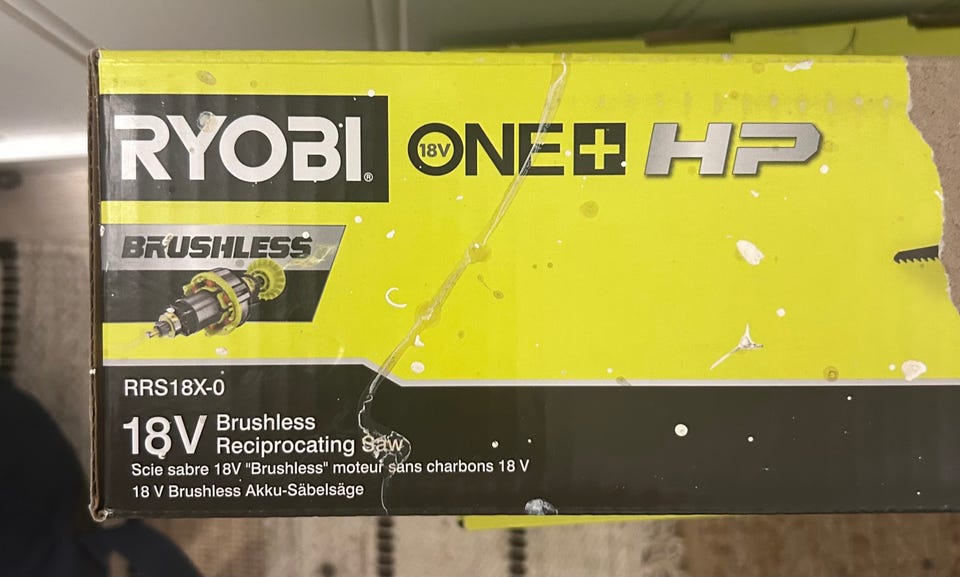 RYOBI® 18V ONE+ HP
BRUSHLESS
RRS18X-0
18V Brushless
Reciprocating Saw
Scie sabre 18V "Brushless" moteur sans charbons 18 V
18 V Brushless Akku-Säbelsäge